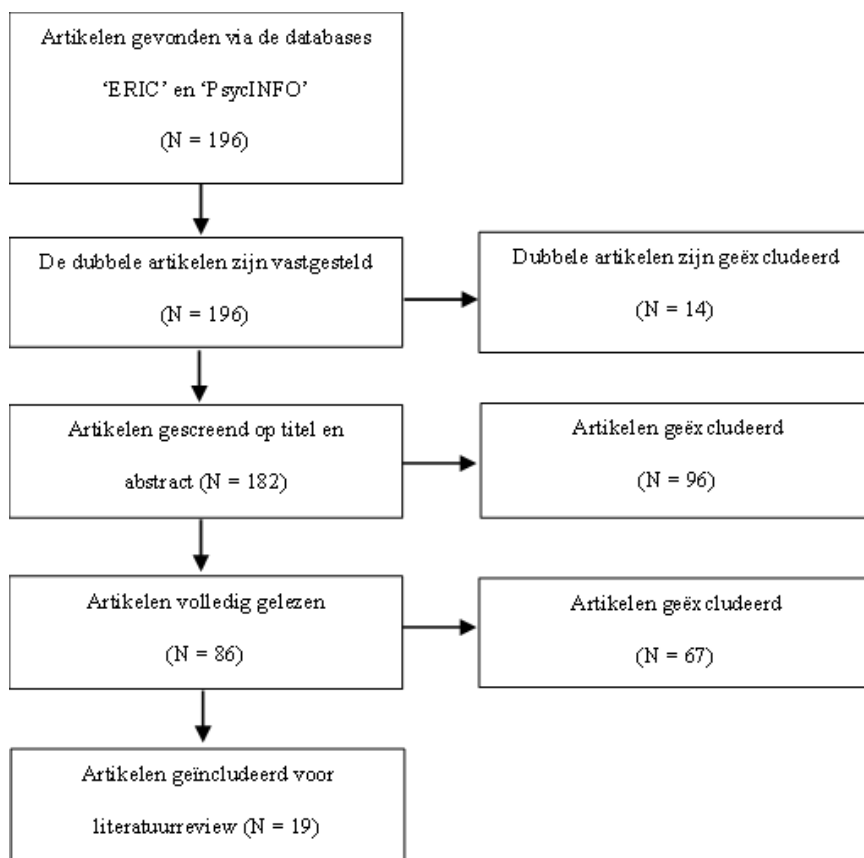 Artikelen gevonden via de databases
‘ERIC’ en ‘PsycINFO’
(N = 196)
De dubbele artikelen zijn vastgesteld
(N = 196)
Dubbele artikelen zijn geëxcludeerd
(N = 14)
Artikelen gescreend op titel en
abstract (N = 182)
Artikelen geëxcludeerd
(N = 96)
Artikelen volledig gelezen
(N = 86)
Artikelen geëxcludeerd
(N = 67)
Artikelen geïncludeerd voor
literatuurreview (N = 19)